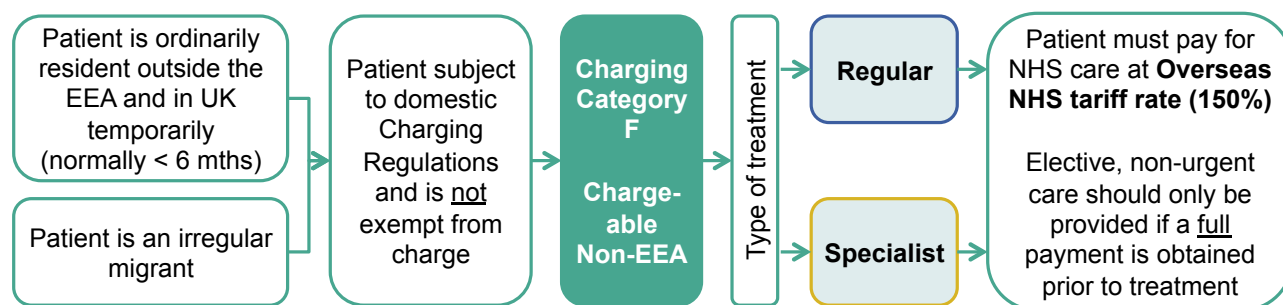 Patient is ordinarily
resident outside the
EEA and in UK
temporarily
(normally < 6 mths)
Patient is an irregular
migrant
Patient subject
to domestic
Charging
Regulations
and is not
exempt from
charge
Charging
Category
F
Charge-
able
Non-EEA
Type of treatment
Regular
Specialist
Patient must pay for
NHS care at Overseas
NHS tariff rate (150%)
Elective, non-urgent
care should only be
provided if a full
payment is obtained
prior to treatment